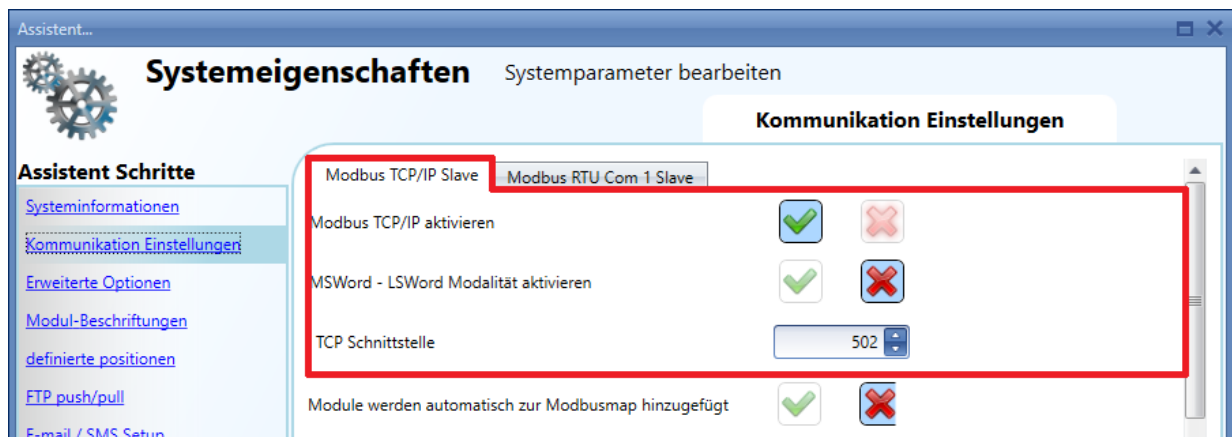 Assistent...
Systemeigenschaften Systemparameter bearbeiten
Kommunikation Einstellungen
Assistent Schritte
Systeminformationen
Kommunikation Einstellungen
Erweiterte Optionen
Modul-Beschriftungen
definierte positionen
FTP push/pull
E-mail / SMS Setup
Modbus TCP/IP Slave Modbus RTU Com 1 Slave
Modbus TCP/IP aktivieren
MSWord - LSWord Modalität aktivieren
TCP Schnittstelle 502
Module werden automatisch zur Modbusmap hinzugefügt